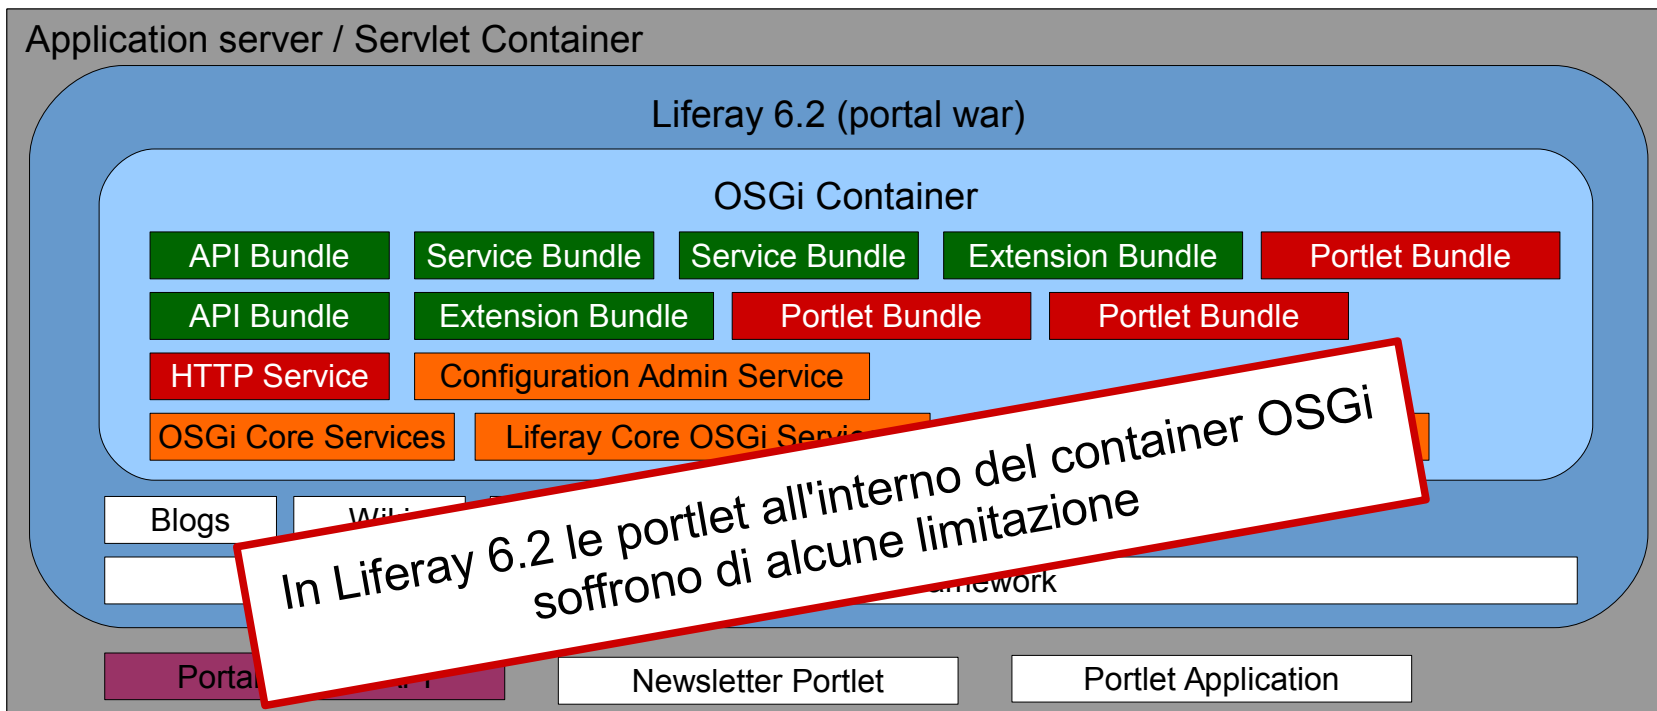 Application server / Servlet Container
Liferay 6.2 (portal war)
OSGi Container
API Bundle Service Bundle Service Bundle Extension Bundle Portlet Bundle
API Bundle Extension Bundle Portlet Bundle Portlet Bundle
HTTP Service Configuration Admin Service
OSGi Core Services Liferay Core OSGi
Blogs
In Liferay 6.2 le portlet all'interno del container OSGi
soffrono di alcune limitazione
Newsletter Portlet Portlet Application